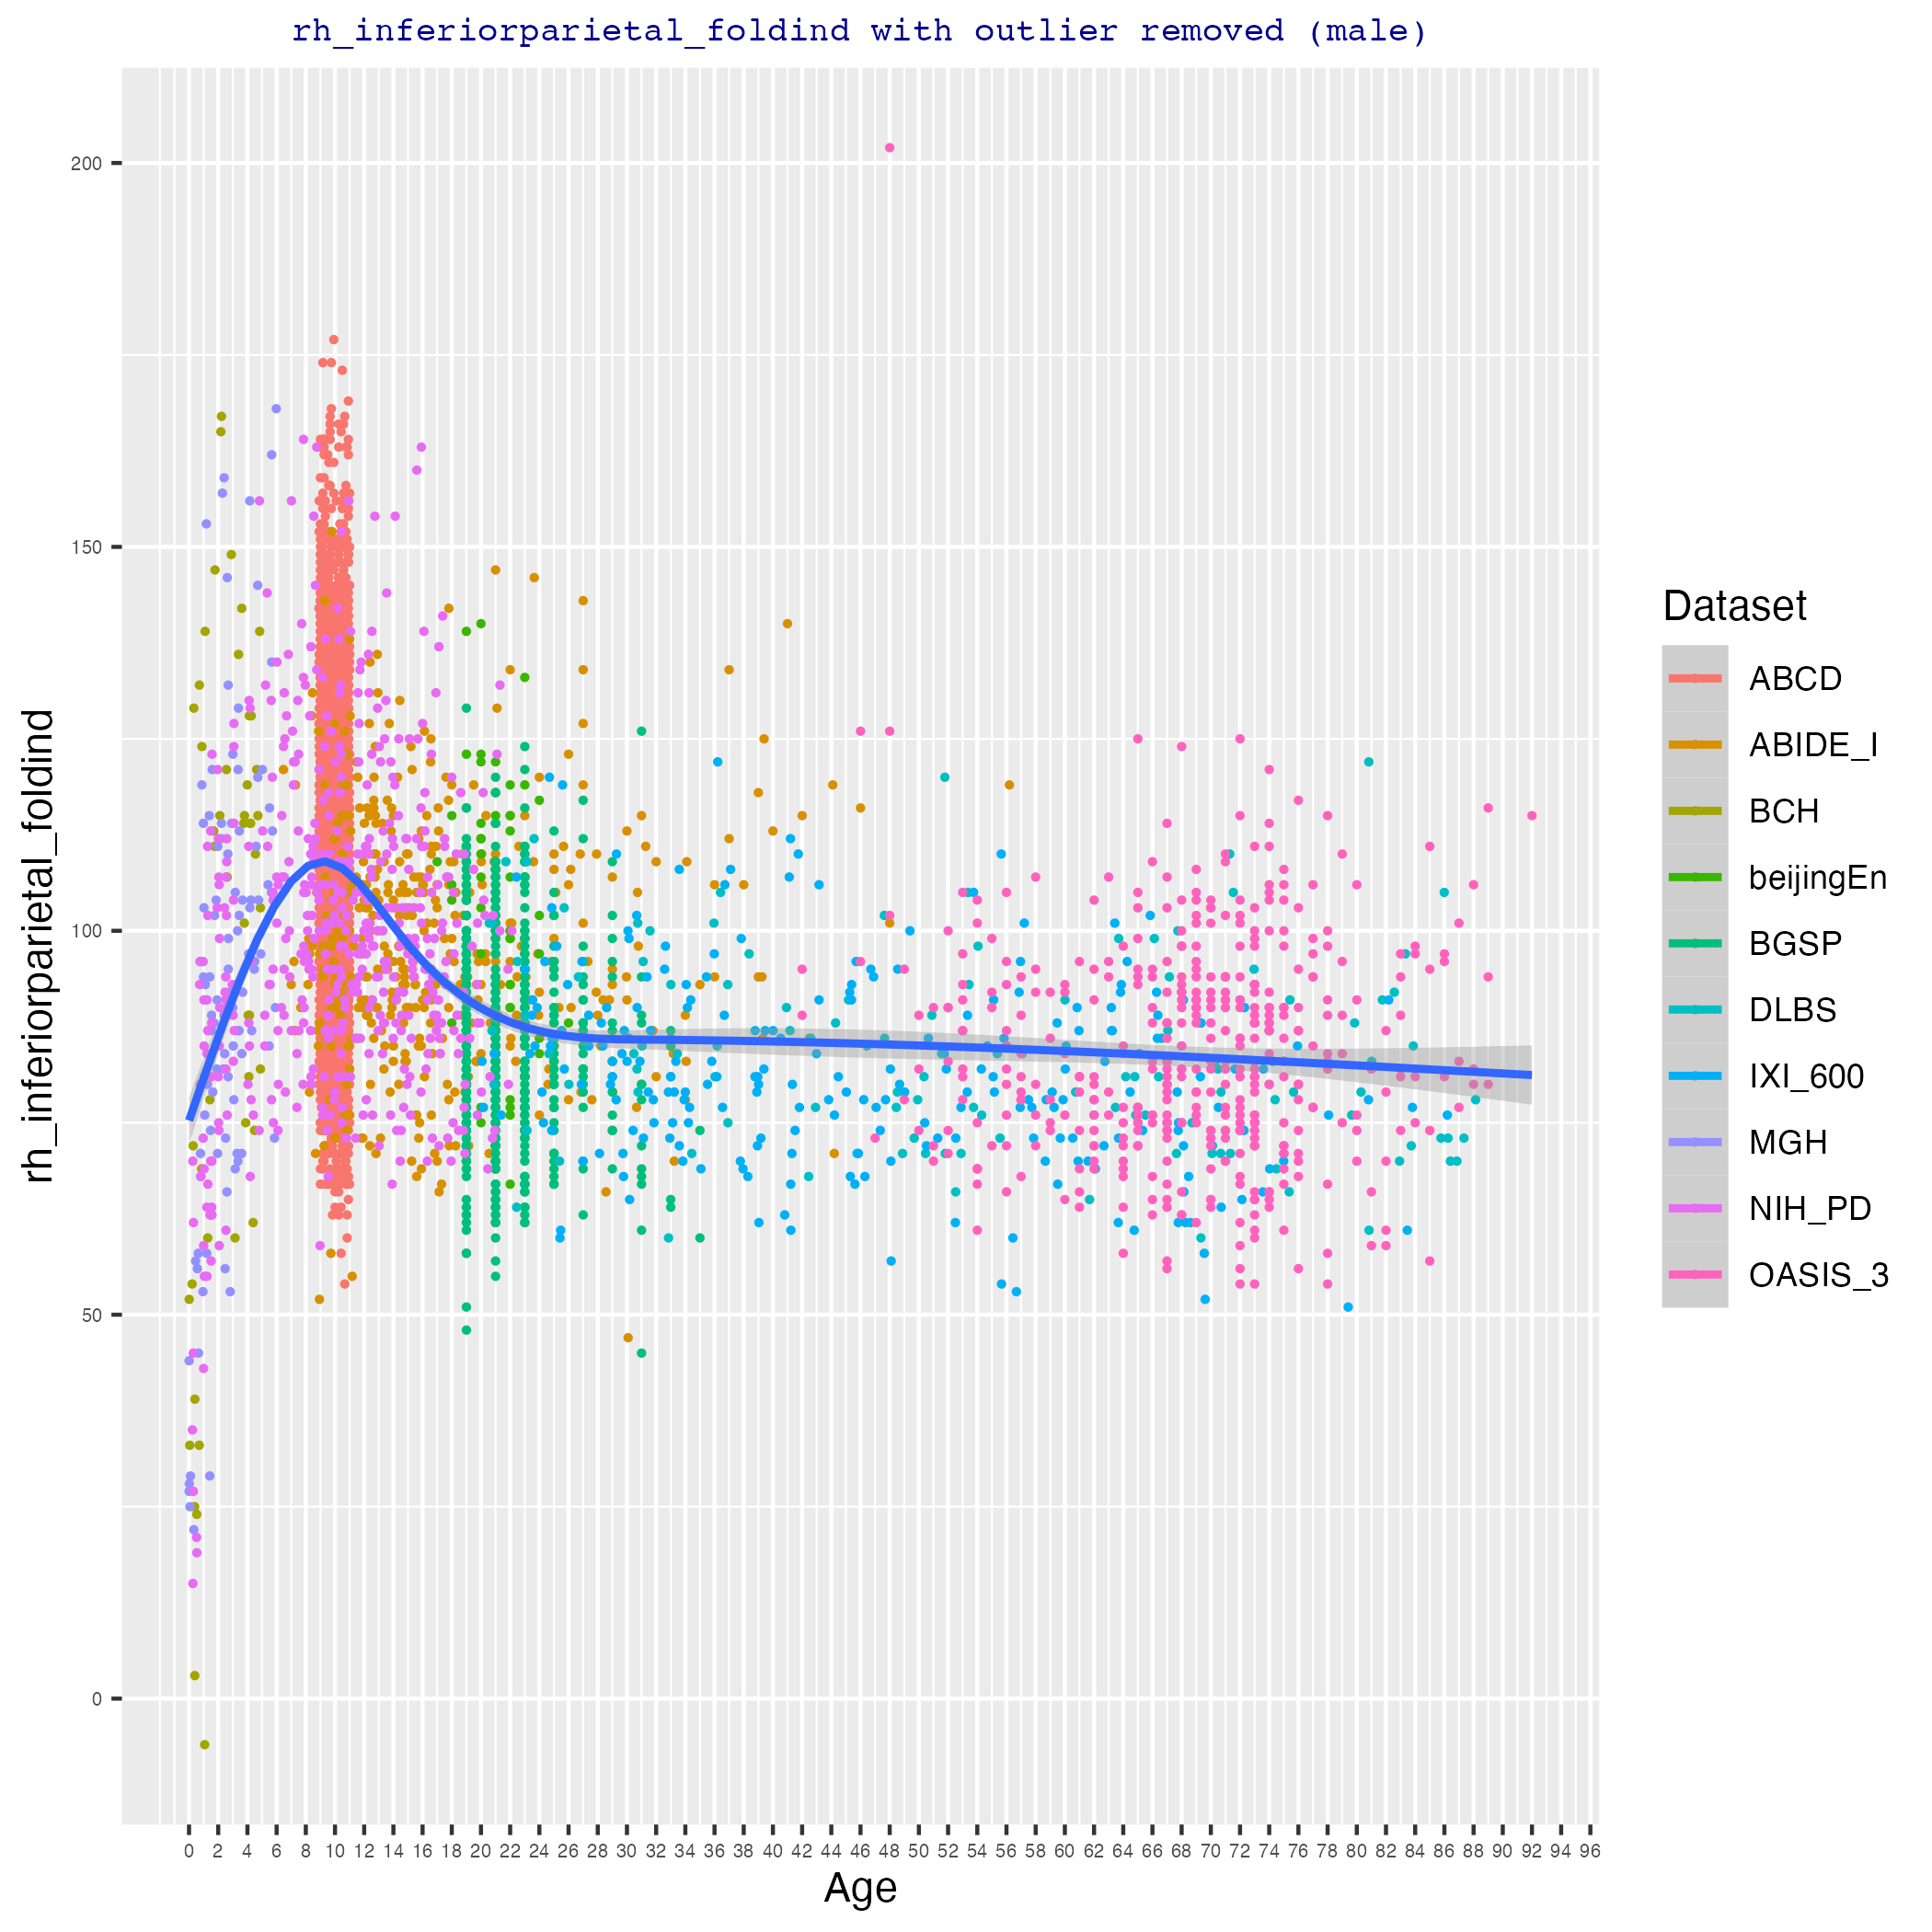 rh_inferiorparietal_foldind with outlier removed (male)
rh_inferiorparietal_foldind
200
150
100
50
0
0 2 4 6 8 10 12 14 16 18 20 22 24 26 28 30 32 34 36 38 40 42 44 46 48 50 52 54 56 58 60 62 64 66 68 70 72 74 76 78 80 82 84 86 88 90 92 94 96
Age
Dataset
ABCD
ABIDE_I
BCH
beijingEn
BGSP
DLBS
IXI_600
MGH
NIH_PD
OASIS_3